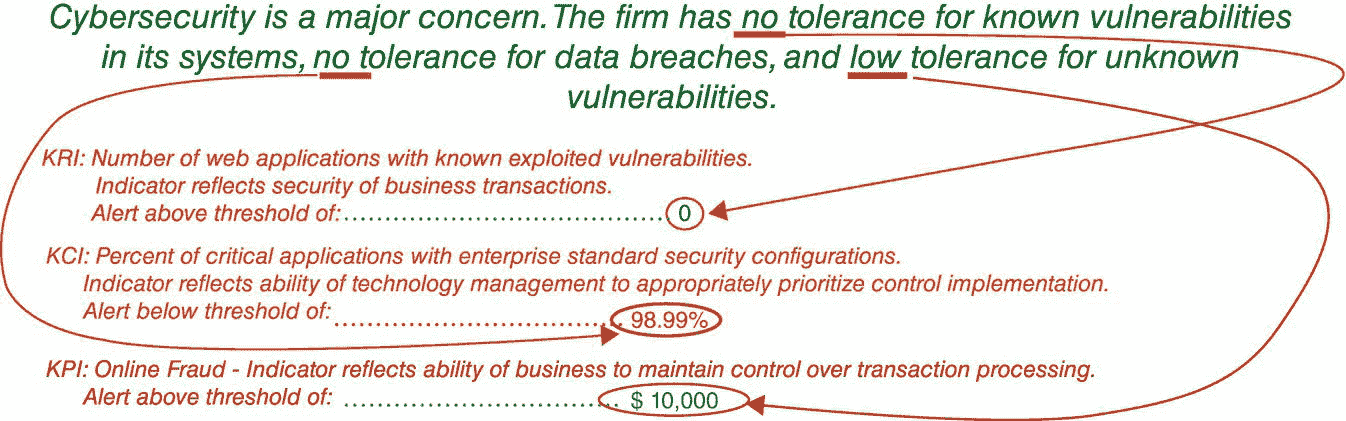 Cybersecurity is a major concern. The firm has no tolerance for known vulnerabilities
in its systems, no tolerance for data breaches, and low tolerance for unknown
vulnerabilities.
KRI: Number of web applications with known exploited vulnerabilities.
Indicator reflects security of business transactions.
Alert above threshold of:..................................... 0
KCI: Percent of critical applications with enterprise standard security configurations.
Indicator reflects ability of technology management to appropriately prioritize control implementation.
Alert below threshold of: ................................. 98.99%
KPI: Online Fraud - Indicator reflects ability of business to maintain control over transaction processing.
Alert above threshold of: ................................ $ 10,000